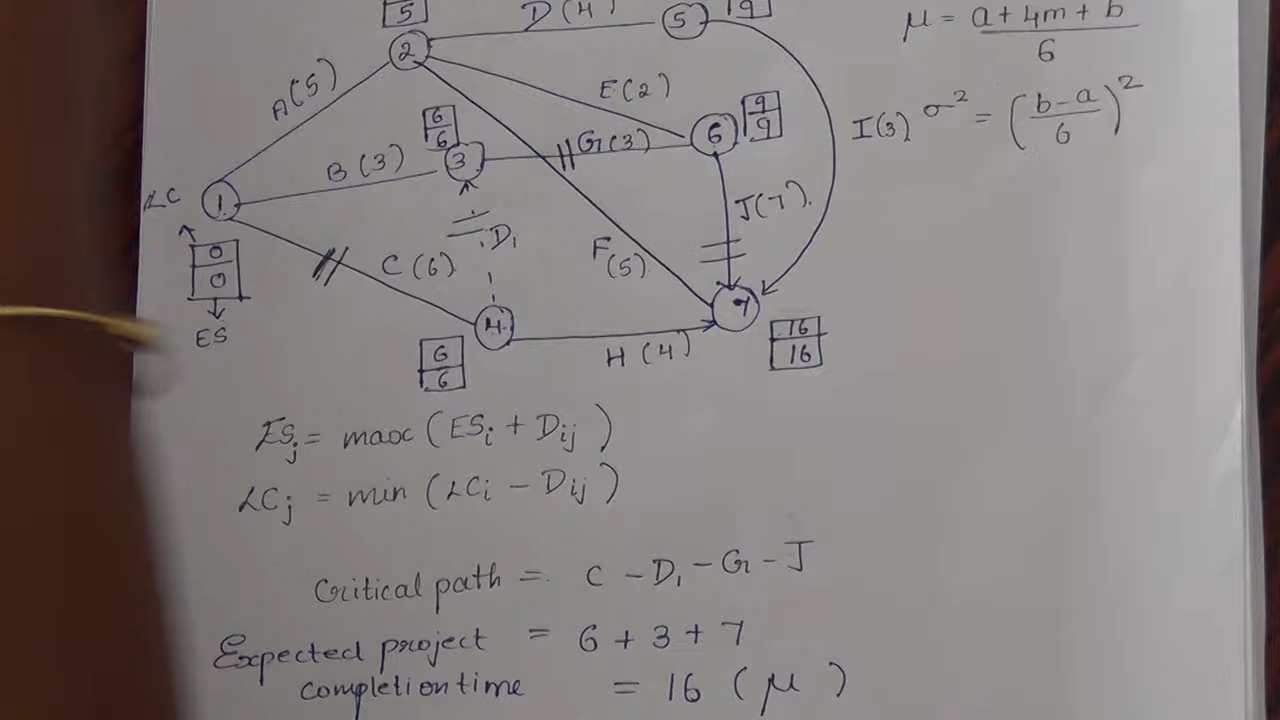 5
D (4)
5
9
μ = a + 4m + b / 6
2
A(5)
E(2)
6
6
9
9
6
I(3)
σ² = (b - a / 6)²
B (3)
3
G(3)
LC
1
J(7).
0
0
D₁
C (6)
F(5)
ES
4
7
H (4)
16
16
6
6
ESj = max (ESi + Dij)
LCj = min (LCi - Dij)
Critical path = C - D₁ - G - J
Expected project = 6 + 3 + 7
completion time = 16 (μ)